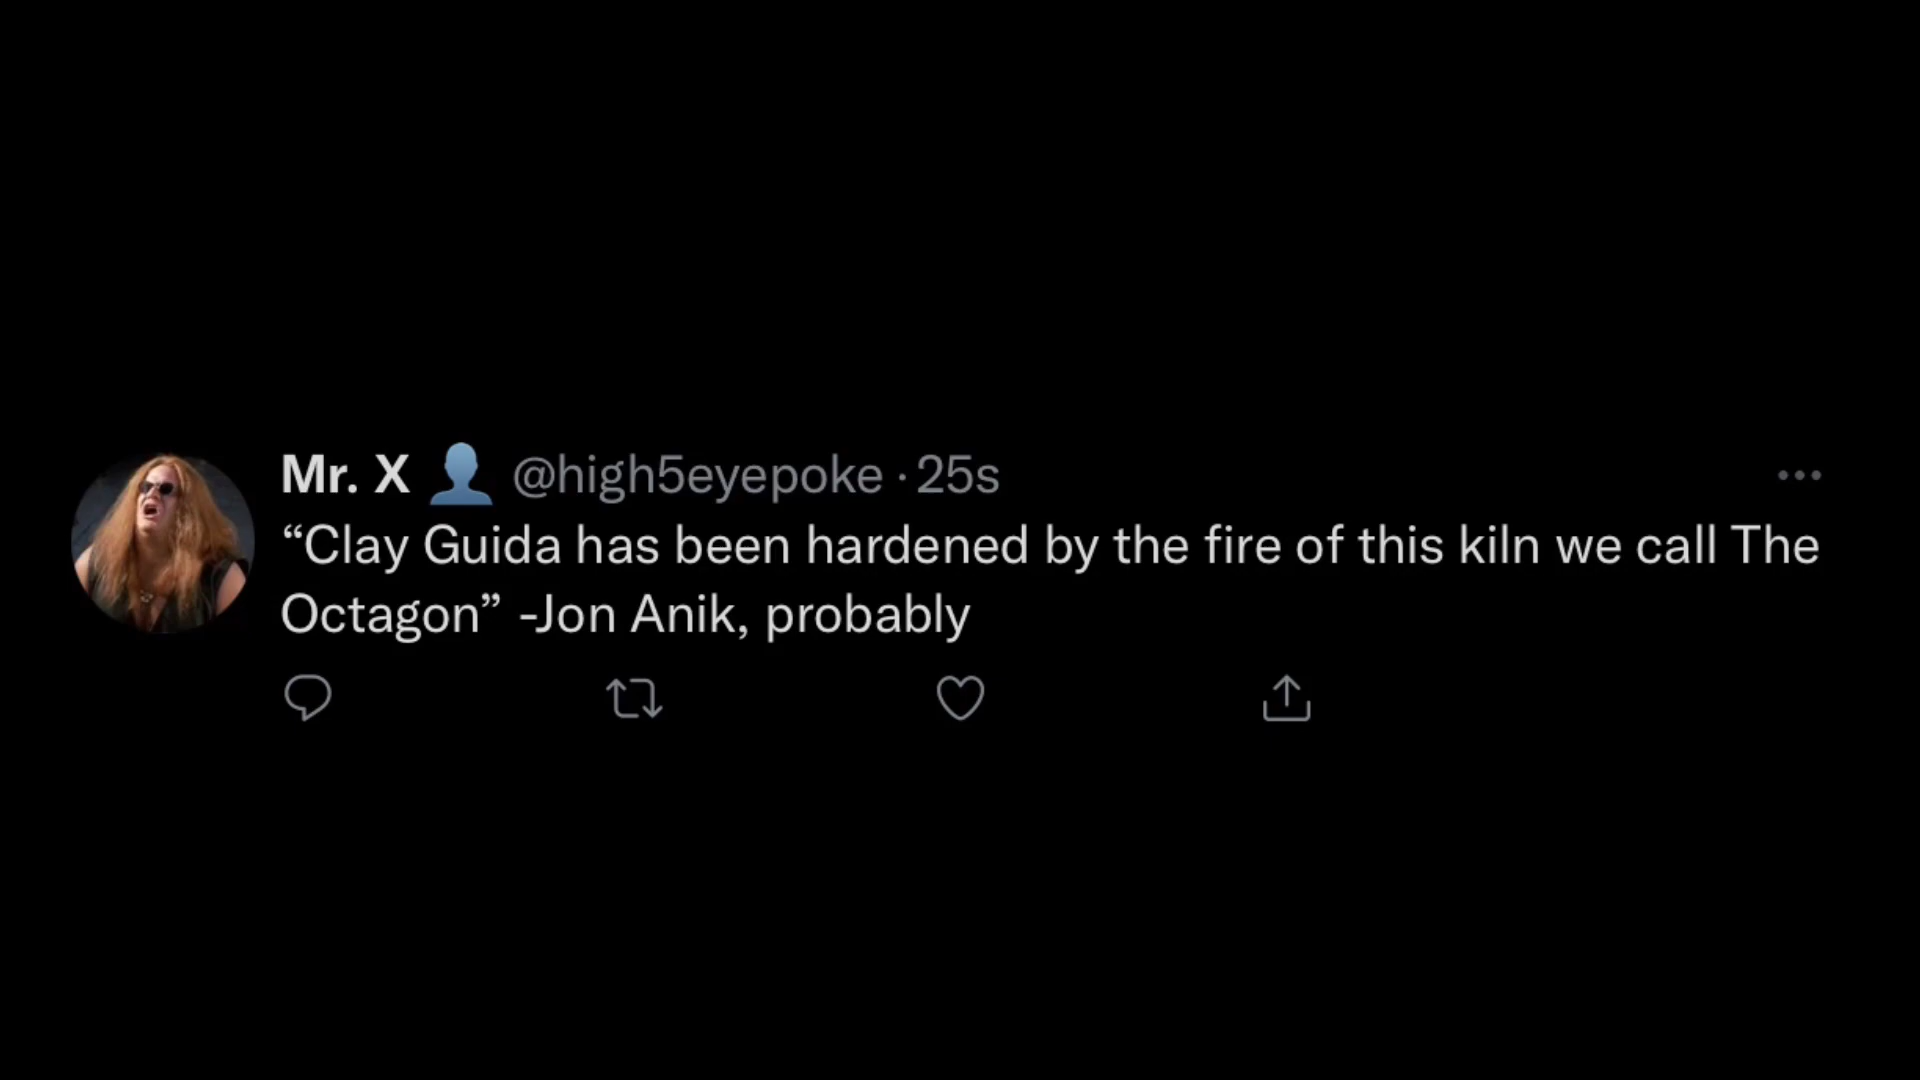 Mr. X 👤 @high5eyepoke · 25s
“Clay Guida has been hardened by the fire of this kiln we call The
Octagon” -Jon Anik, probably